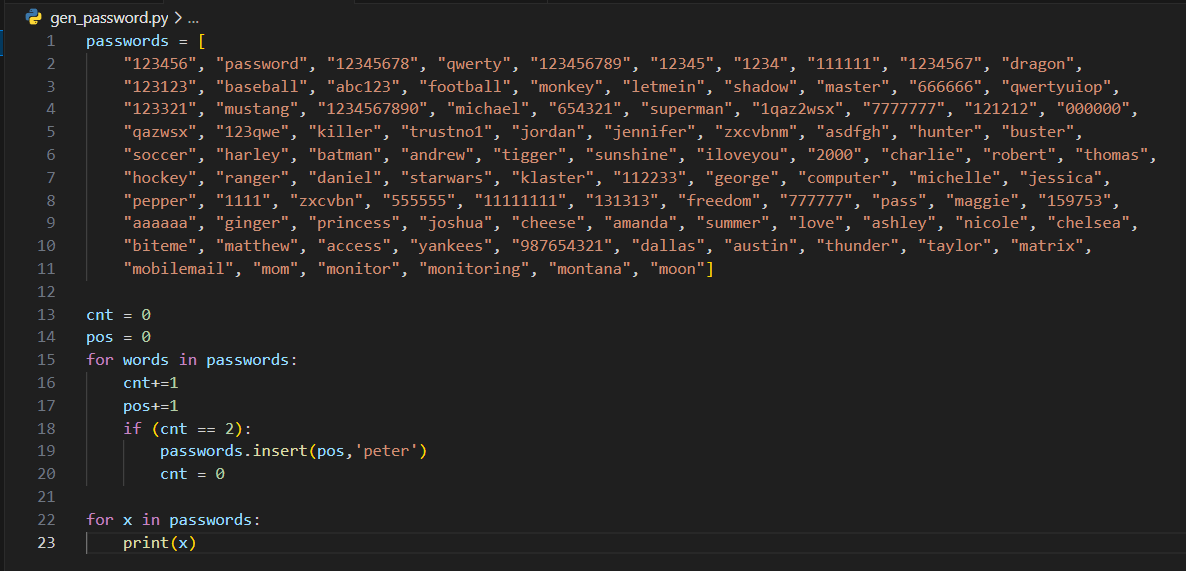 gen_password.py > ...
1 passwords = [
2 "123456", "password", "12345678", "qwerty", "123456789", "12345", "1234", "111111", "1234567", "dragon",
3 "123123", "baseball", "abc123", "football", "monkey", "letmein", "shadow", "master", "666666", "qwertyuiop",
4 "123321", "mustang", "1234567890", "michael", "654321", "superman", "1qaz2wsx", "7777777", "121212", "000000",
5 "qazwsx", "123qwe", "killer", "trustno1", "jordan", "jennifer", "zxcvbnm", "asdfgh", "hunter", "buster",
6 "soccer", "harley", "batman", "andrew", "tigger", "sunshine", "iloveyou", "2000", "charlie", "robert", "thomas",
7 "hockey", "ranger", "daniel", "starwars", "klaster", "112233", "george", "computer", "michelle", "jessica",
8 "pepper", "1111", "zxcvbn", "555555", "11111111", "131313", "freedom", "777777", "pass", "maggie", "159753",
9 "aaaaaa", "ginger", "princess", "joshua", "cheese", "amanda", "summer", "love", "ashley", "nicole", "chelsea",
10 "biteme", "matthew", "access", "yankees", "987654321", "dallas", "austin", "thunder", "taylor", "matrix",
11 "mobilemail", "mom", "monitor", "monitoring", "montana", "moon"]
12
13 cnt = 0
14 pos = 0
15 for words in passwords:
16 cnt+=1
17 pos+=1
18 if (cnt == 2):
19 passwords.insert(pos,'peter')
20 cnt = 0
21
22 for x in passwords:
23 print(x)